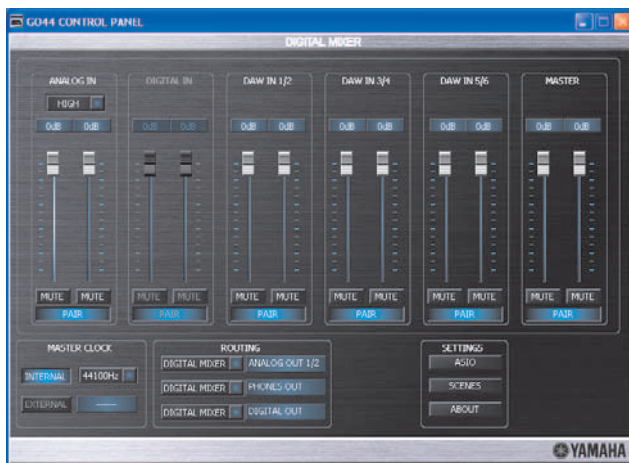 GO44 CONTROL PANEL
DIGITAL MIXER
ANALOG IN
DIGITAL IN
DAW IN 1/2
DAW IN 3/4
DAW IN 5/6
MASTER
HIGH
0dB 0dB 0dB 0dB 0dB 0dB 0dB 0dB 0dB 0dB 0dB 0dB
MUTE MUTE MUTE MUTE MUTE MUTE MUTE MUTE MUTE MUTE MUTE MUTE
PAIR PAIR PAIR PAIR PAIR PAIR
MASTER CLOCK
INTERNAL 44100Hz
EXTERNAL -----
ROUTING
DIGITAL MIXER ANALOG OUT 1/2
DIGITAL MIXER PHONES OUT
DIGITAL MIXER DIGITAL OUT
SETTINGS
ASIO
SCENES
ABOUT
YAMAHA